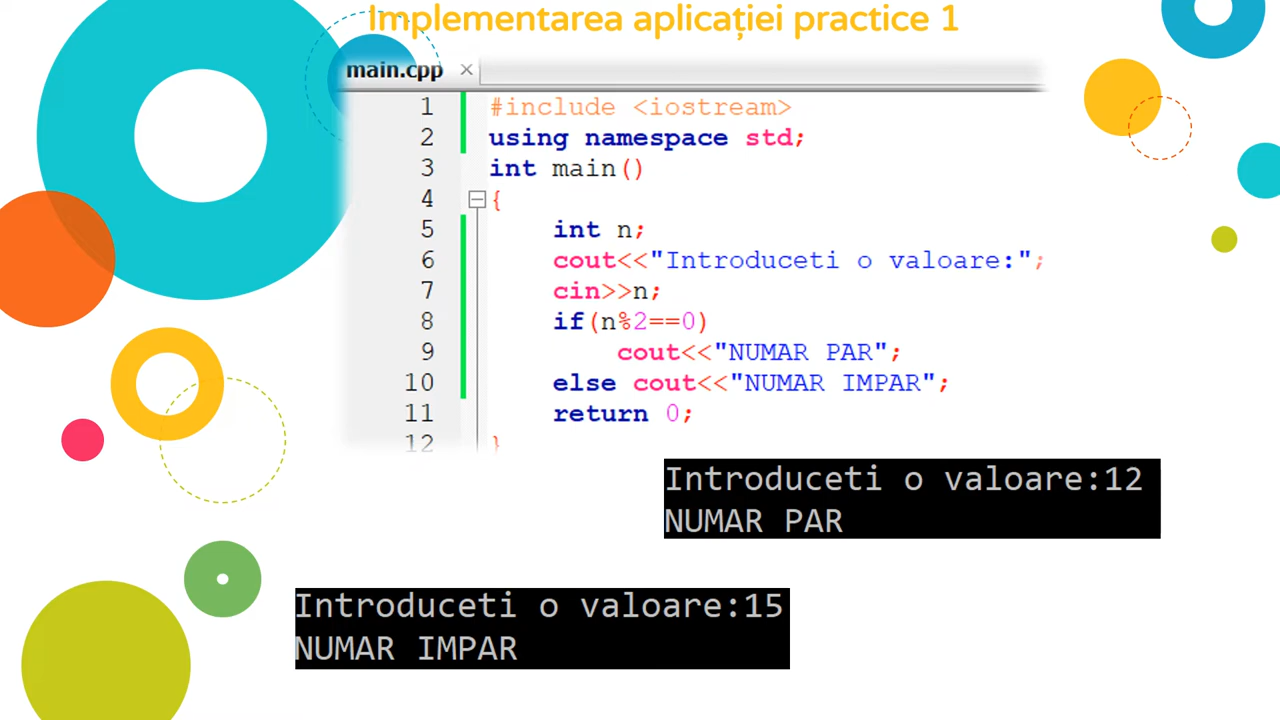 Implementarea aplicației practice 1
main.cpp ×
1 #include <iostream>
2 using namespace std;
3 int main()
4 {
5 int n;
6 cout<<"Introduceti o valoare:";
7 cin>>n;
8 if(n%2==0)
9 cout<<"NUMAR PAR";
10 else cout<<"NUMAR IMPAR";
11 return 0;
12 }
Introduceti o valoare:12
NUMAR PAR
Introduceti o valoare:15
NUMAR IMPAR